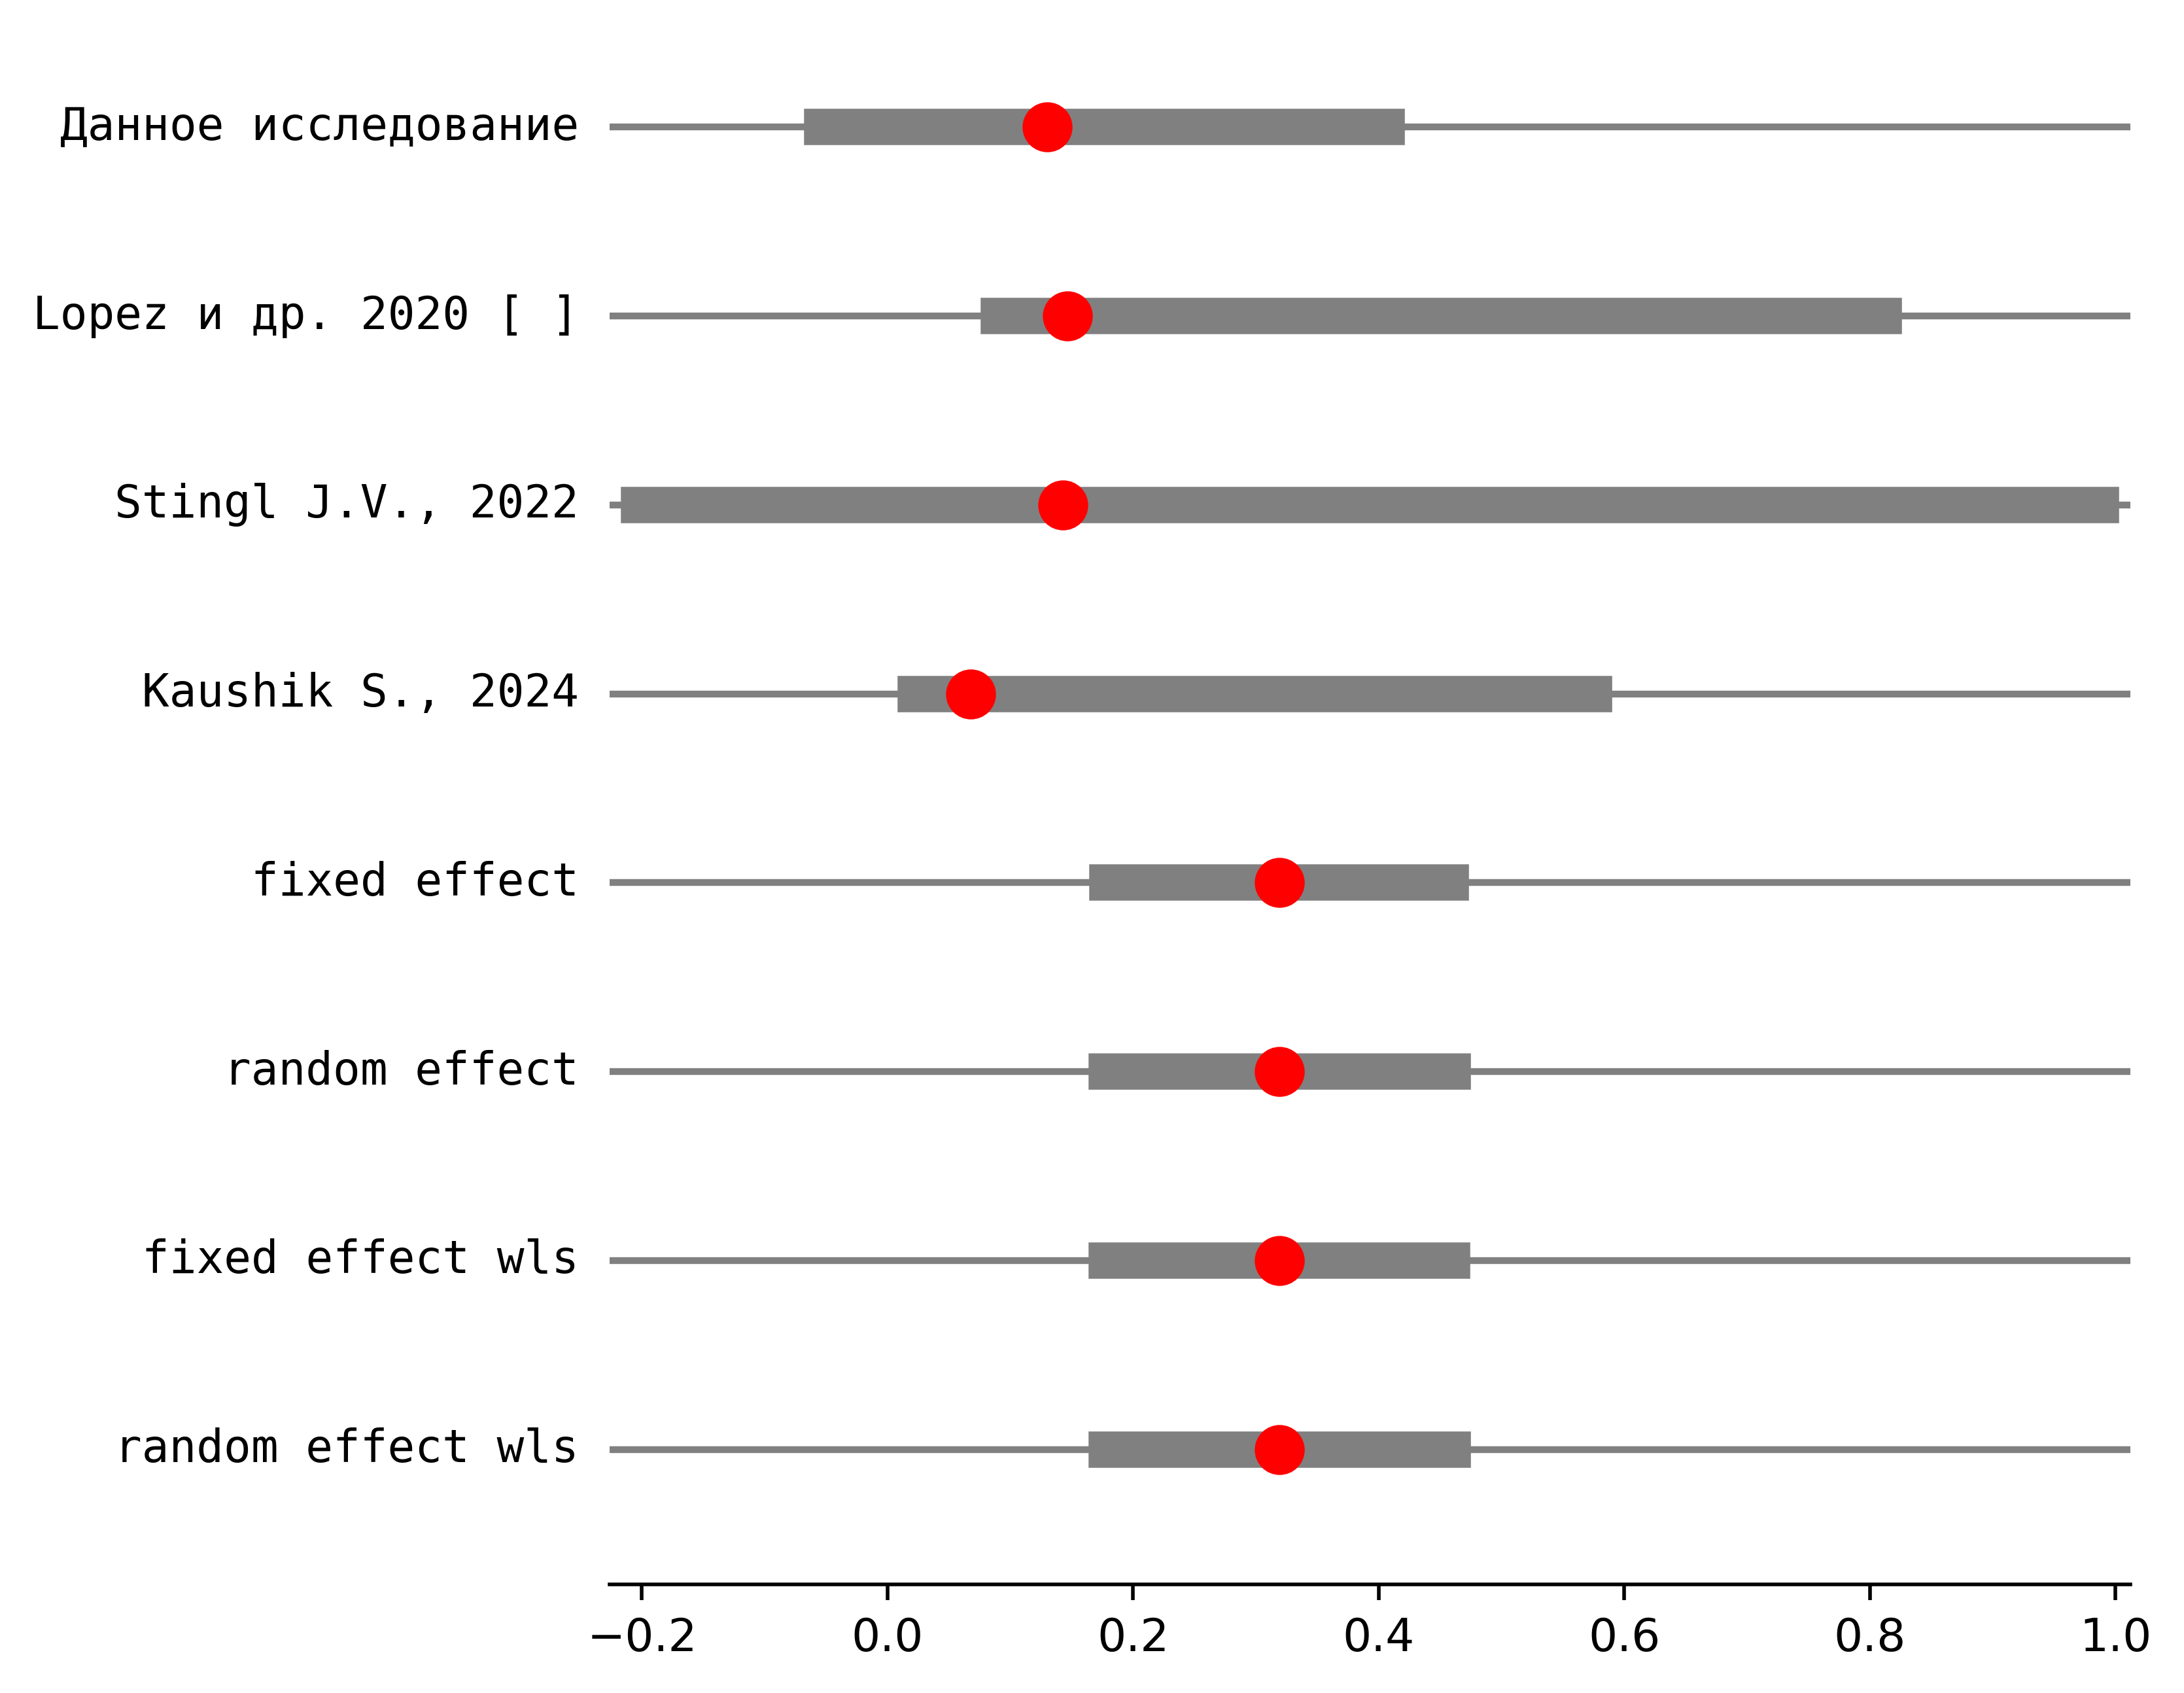 Данное исследование
Lopez и др. 2020 [ ]
Stingl J.V., 2022
Kaushik S., 2024
fixed effect
random effect
fixed effect wls
random effect wls
−0.2 0.0 0.2 0.4 0.6 0.8 1.0